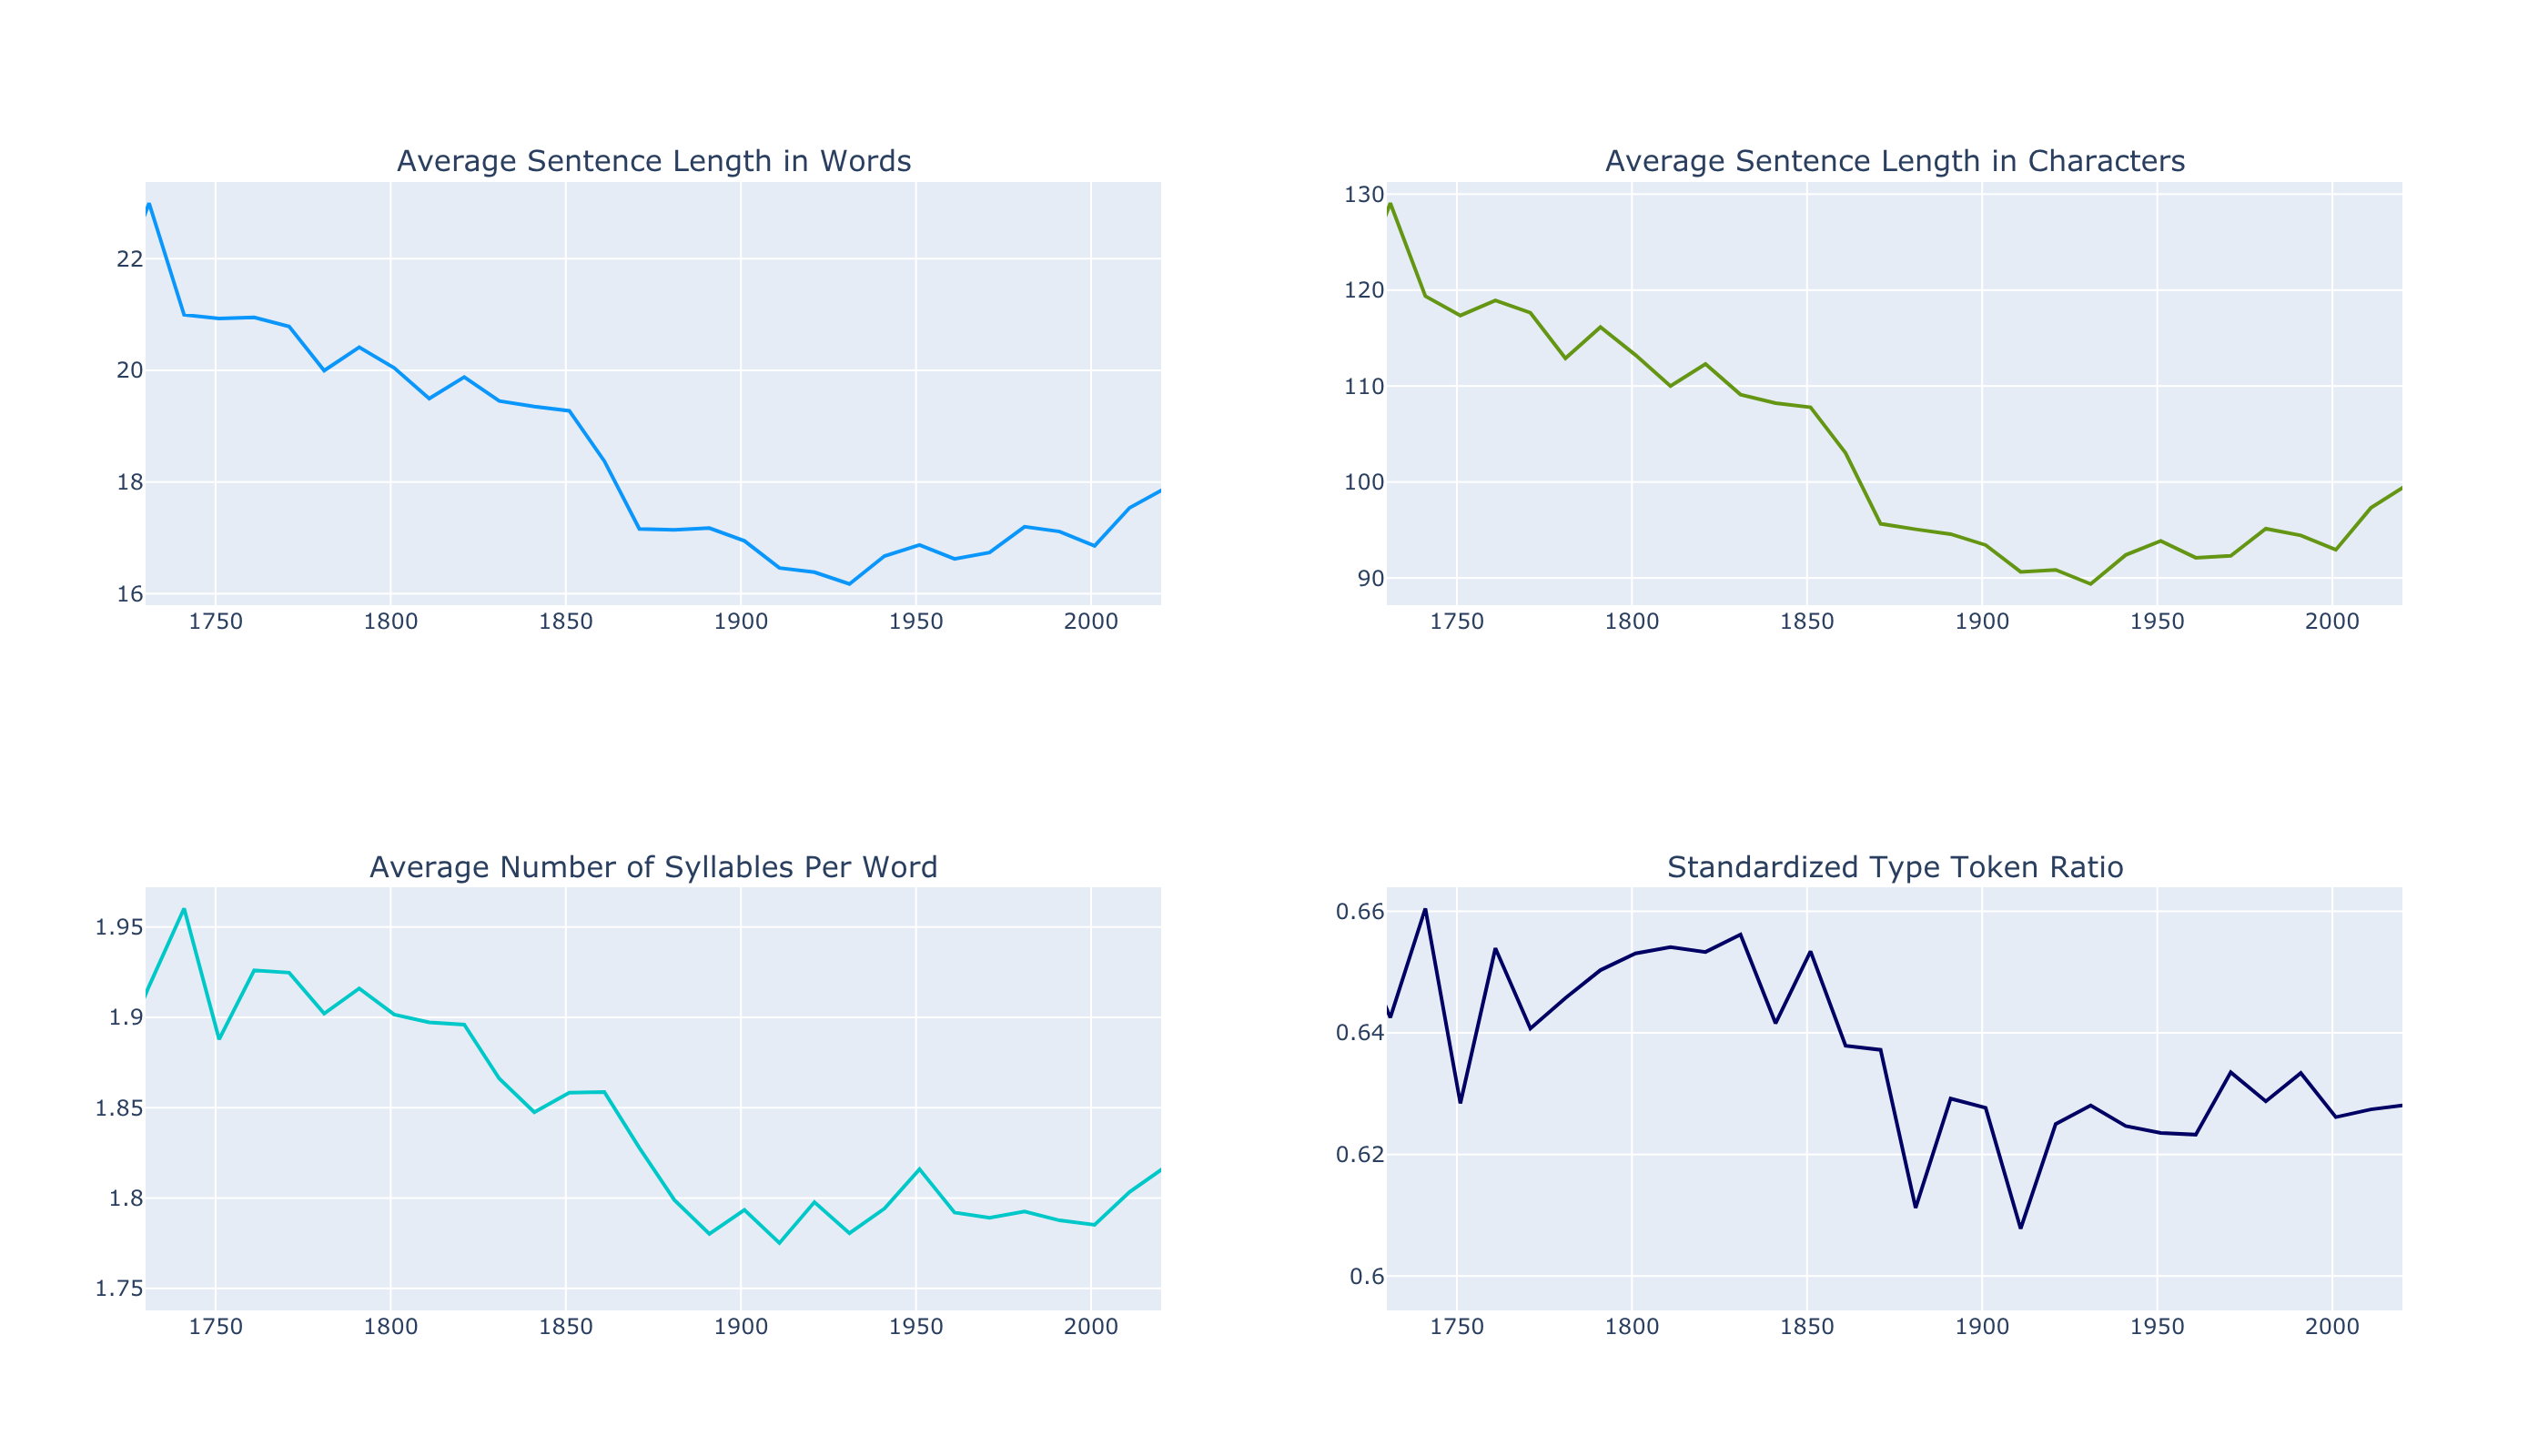 Average Sentence Length in Words
22
20
18
16
1750 1800 1850 1900 1950 2000
Average Sentence Length in Characters
130
120
110
100
90
1750 1800 1850 1900 1950 2000
Average Number of Syllables Per Word
1.95
1.9
1.85
1.8
1.75
1750 1800 1850 1900 1950 2000
Standardized Type Token Ratio
0.66
0.64
0.62
0.6
1750 1800 1850 1900 1950 2000